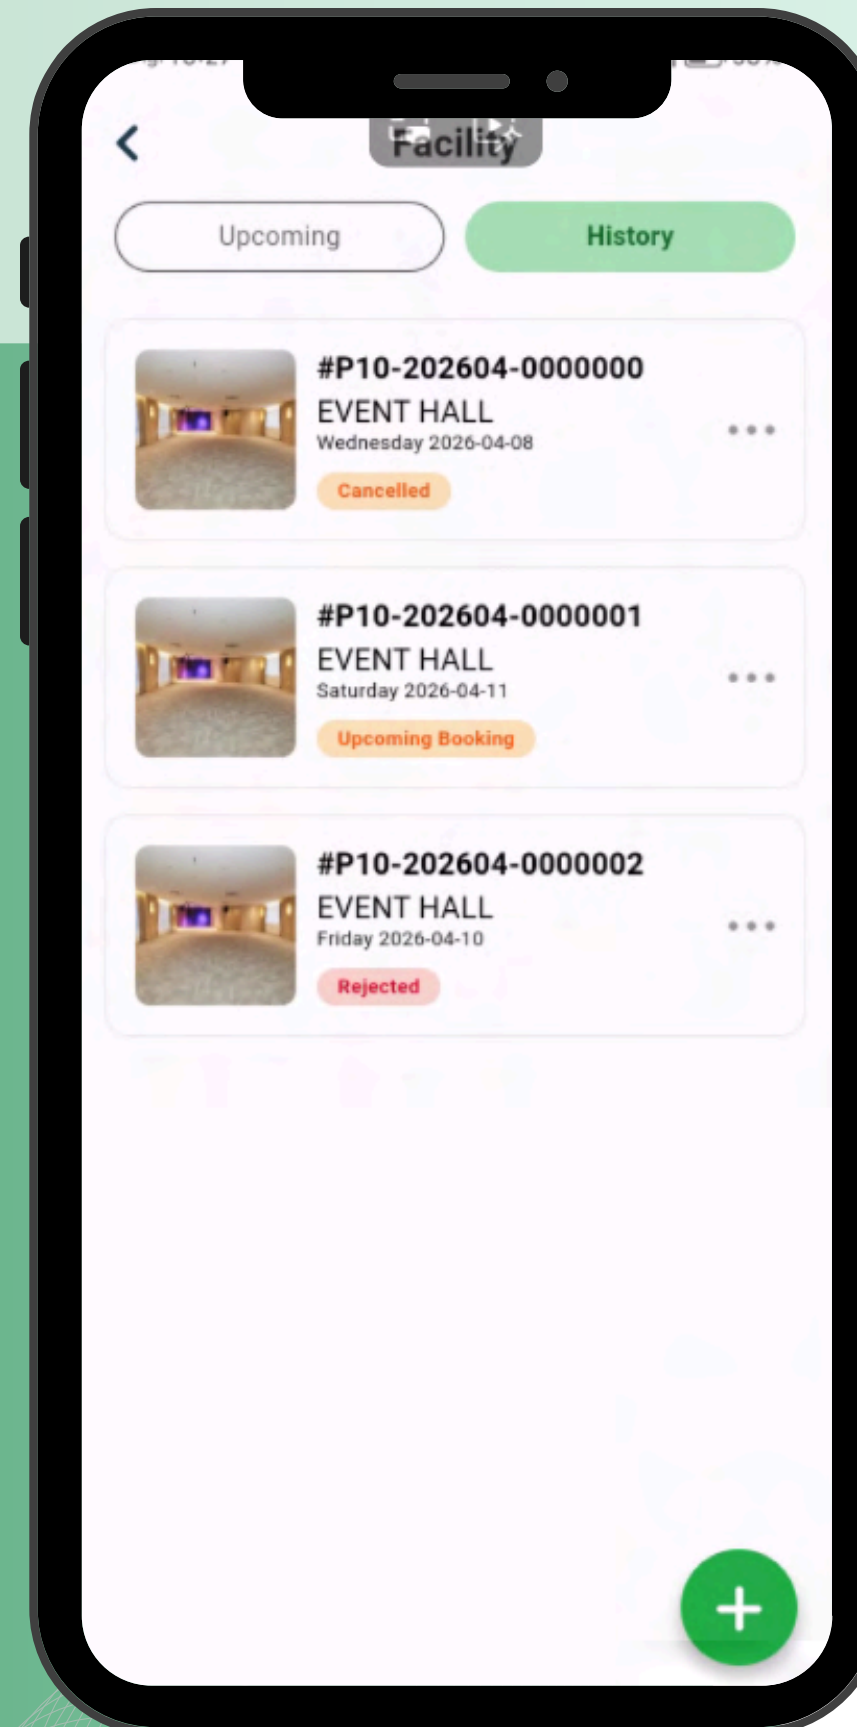 Facility
Upcoming
History
#P10-202604-0000000
EVENT HALL
Wednesday 2026-04-08
Cancelled
#P10-202604-0000001
EVENT HALL
Saturday 2026-04-11
Upcoming Booking
#P10-202604-0000002
EVENT HALL
Friday 2026-04-10
Rejected